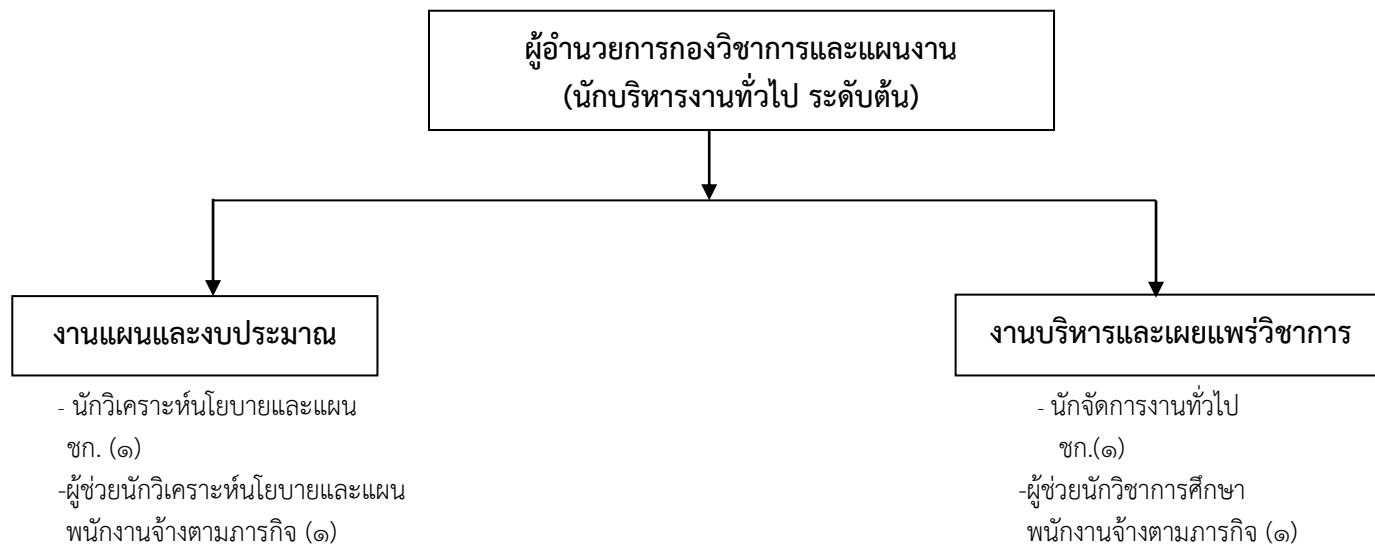 ผู้อำนวยการกองวิชาการและแผนงาน
(นักบริหารงานทั่วไป ระดับต้น)
งานแผนและงบประมาณ
- นักวิเคราะห์นโยบายและแผน
ชก. (๑)
-ผู้ช่วยนักวิเคราะห์นโยบายและแผน
พนักงานจ้างตามภารกิจ (๑)
งานบริหารและเผยแพร่วิชาการ
- นักจัดการงานทั่วไป
ชก.(๑)
-ผู้ช่วยนักวิชาการศึกษา
พนักงานจ้างตามภารกิจ (๑)